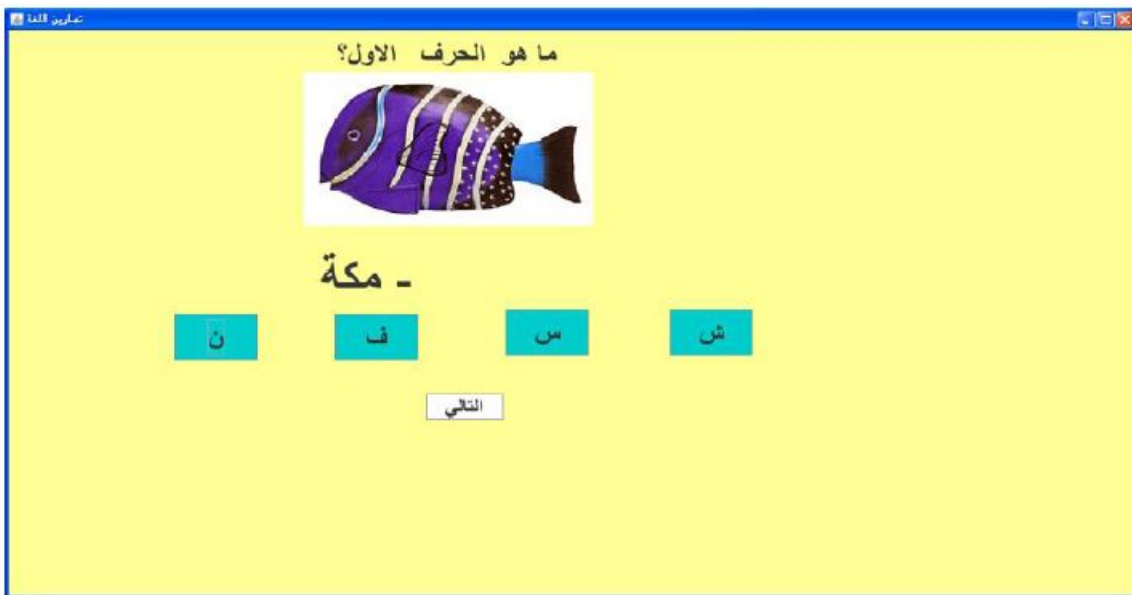 تمارين اللغة
ما هو الحرف الاول؟
- مكة
ش س ف ن
التالي